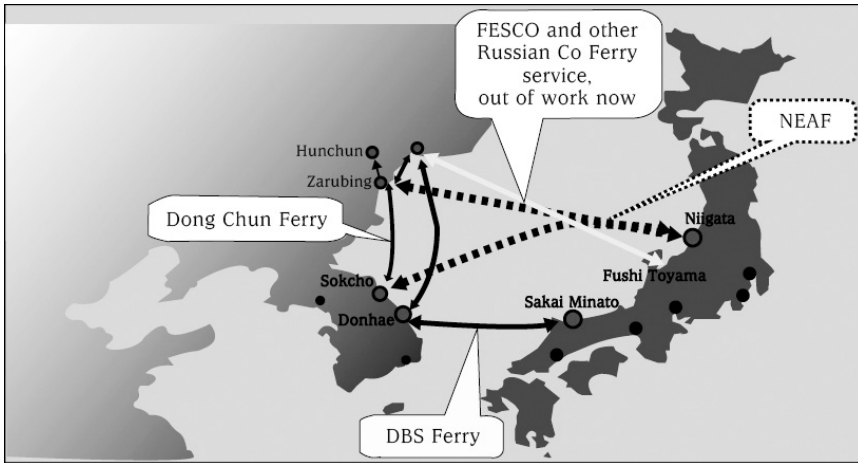 FESCO and other
Russian Co Ferry
service,
out of work now
NEAF
Hunchun
Zarubing
Dong Chun Ferry
Niigata
Fushi Toyama
Sokcho
Sakai Minato
Donhae
DBS Ferry